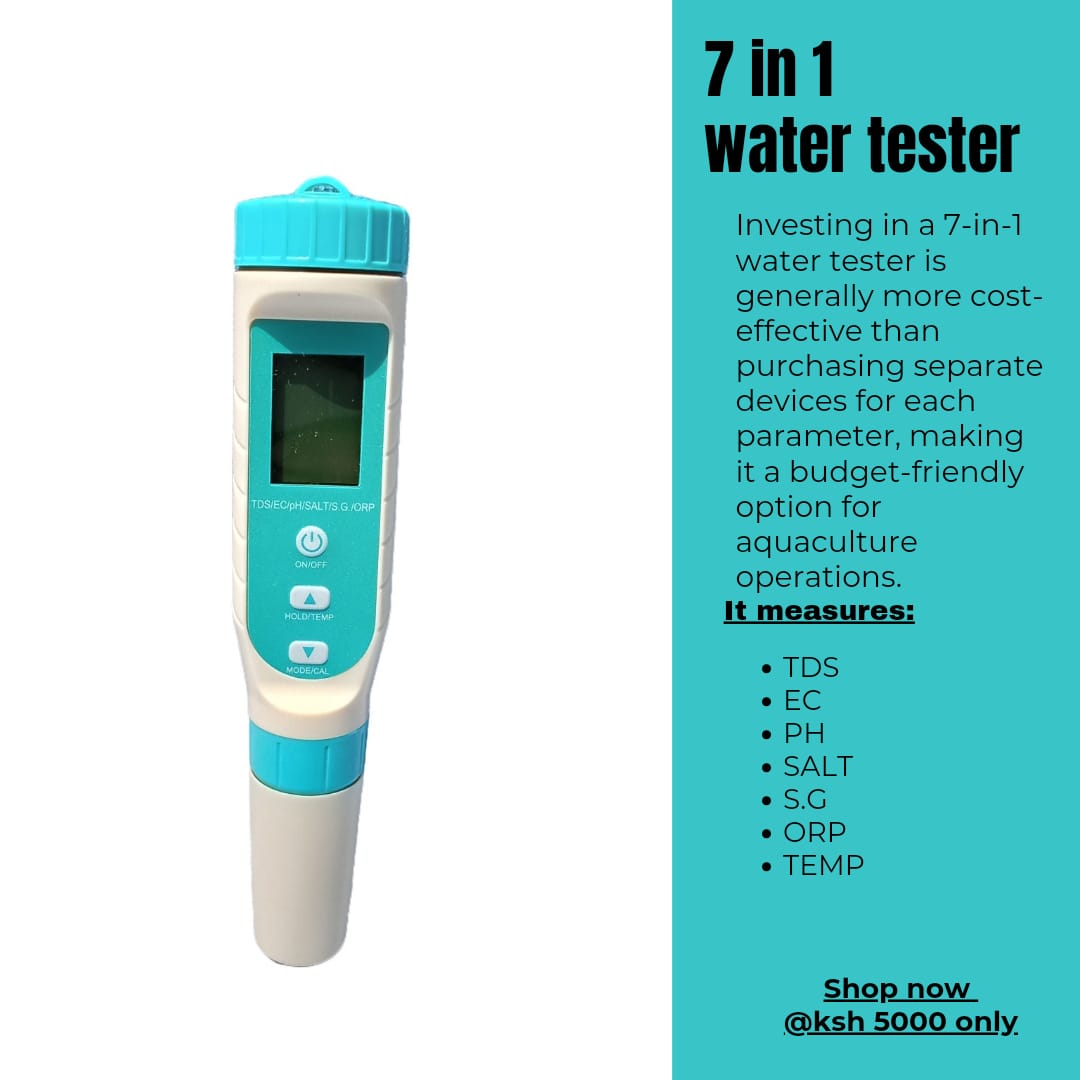 7 in 1
water tester
Investing in a 7-in-1
water tester is
generally more cost-
effective than
purchasing separate
devices for each
parameter, making
it a budget-friendly
option for
aquaculture
operations.
It measures:
• TDS
• EC
• PH
• SALT
• S.G
• ORP
• TEMP
Shop now
@ksh 5000 only
TDS/EC/pH/SALT/S.G./ORP
ON/OFF
HOLD/TEMP
MODE/CAL